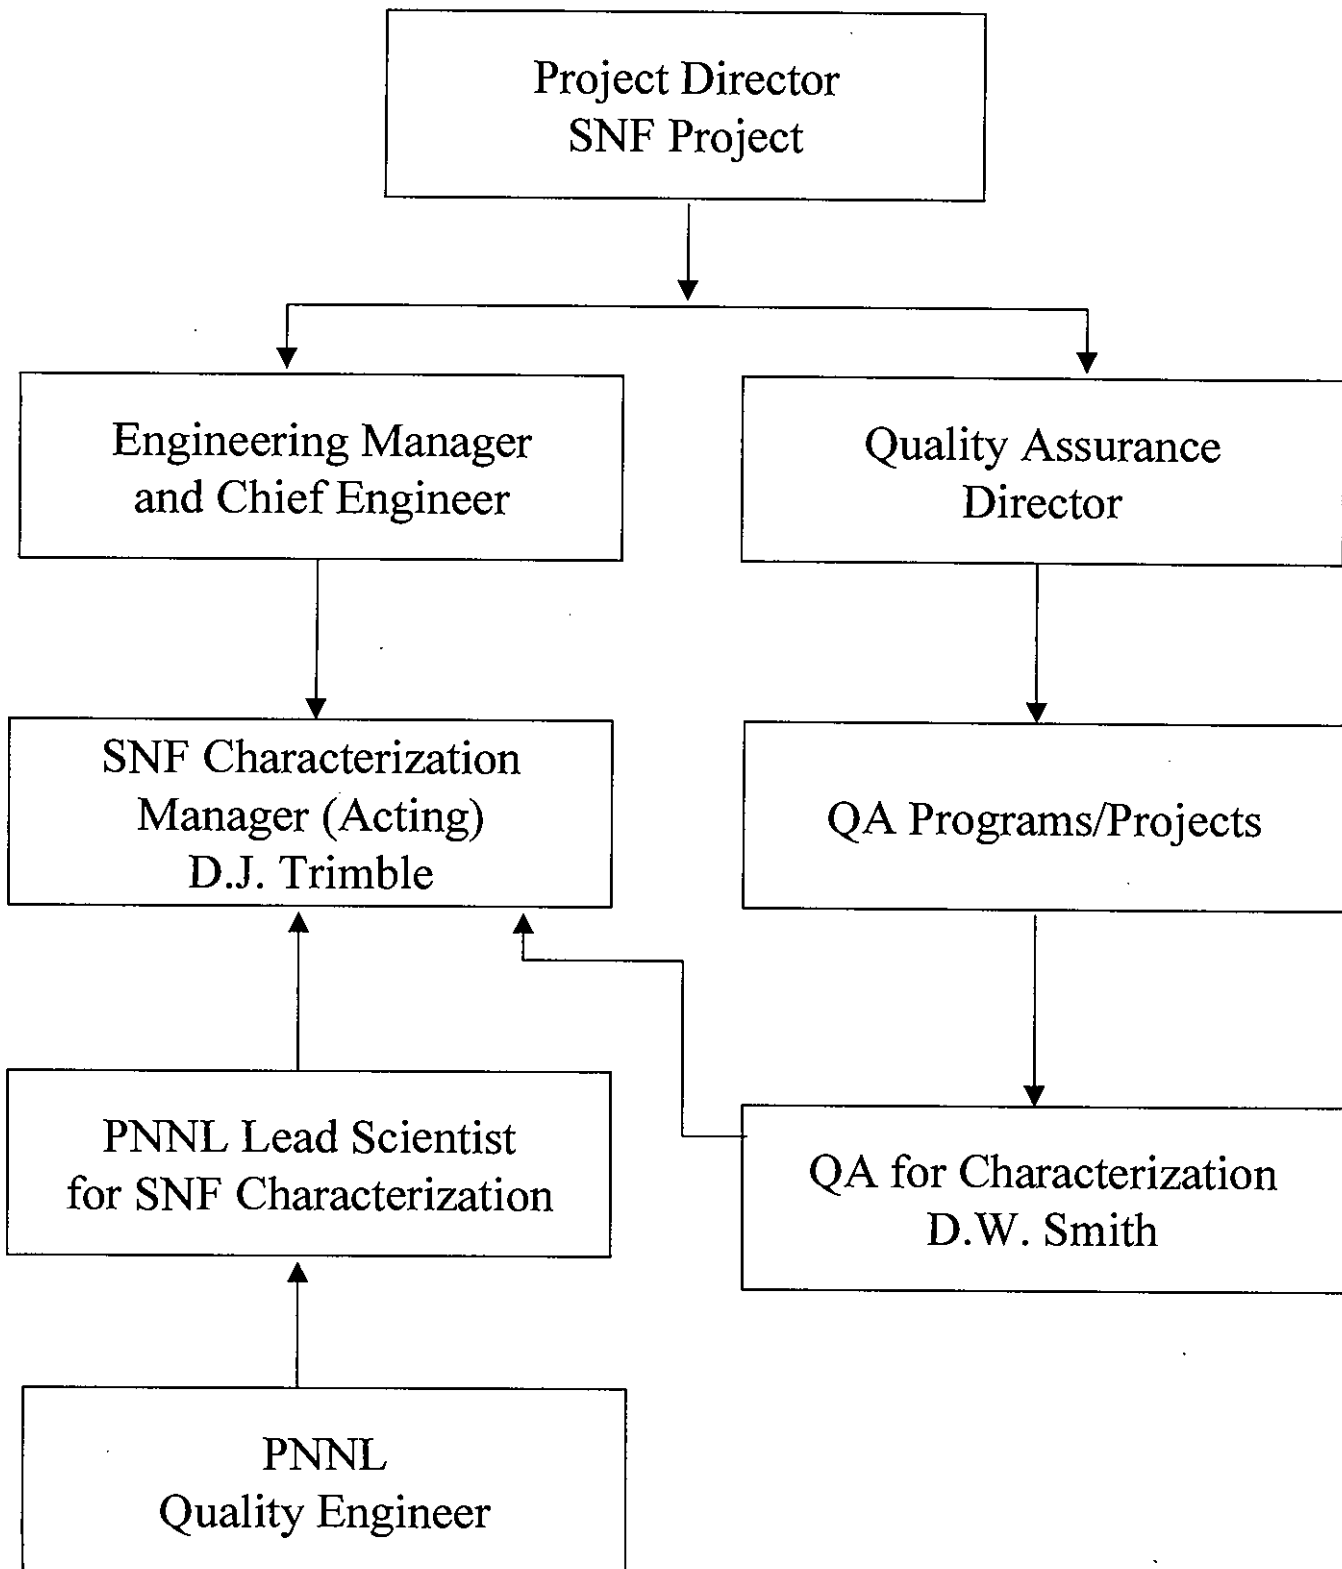 Project Director
SNF Project
Engineering Manager
and Chief Engineer
Quality Assurance
Director
SNF Characterization
Manager (Acting)
D.J. Trimble
QA Programs/Projects
PNNL Lead Scientist
for SNF Characterization
QA for Characterization
D.W. Smith
PNNL
Quality Engineer